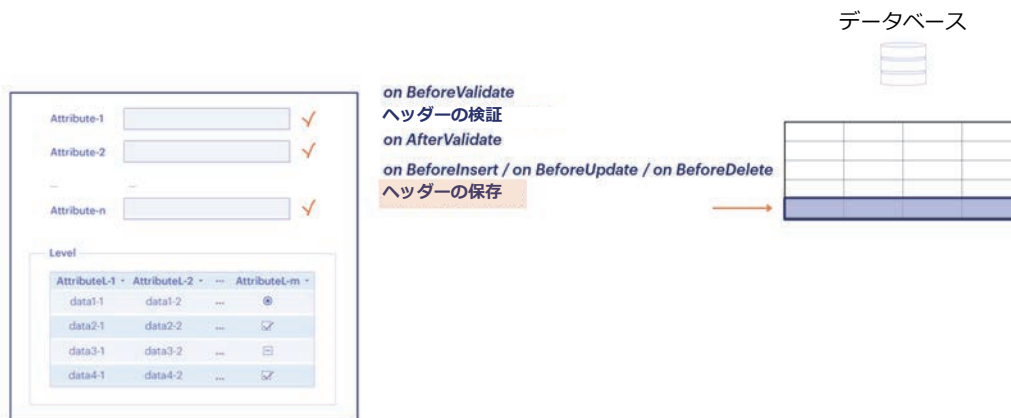 データベース
on BeforeValidate
ヘッダーの検証
on AfterValidate
on BeforeInsert / on BeforeUpdate / on BeforeDelete
ヘッダーの保存
Attribute-1
Attribute-2
... ...
Attribute-n
Level
AttributeL-1 AttributeL-2 ... AttributeL-m
data1-1 data1-2 ...
data2-1 data2-2 ...
data3-1 data3-2 ...
data4-1 data4-2 ...